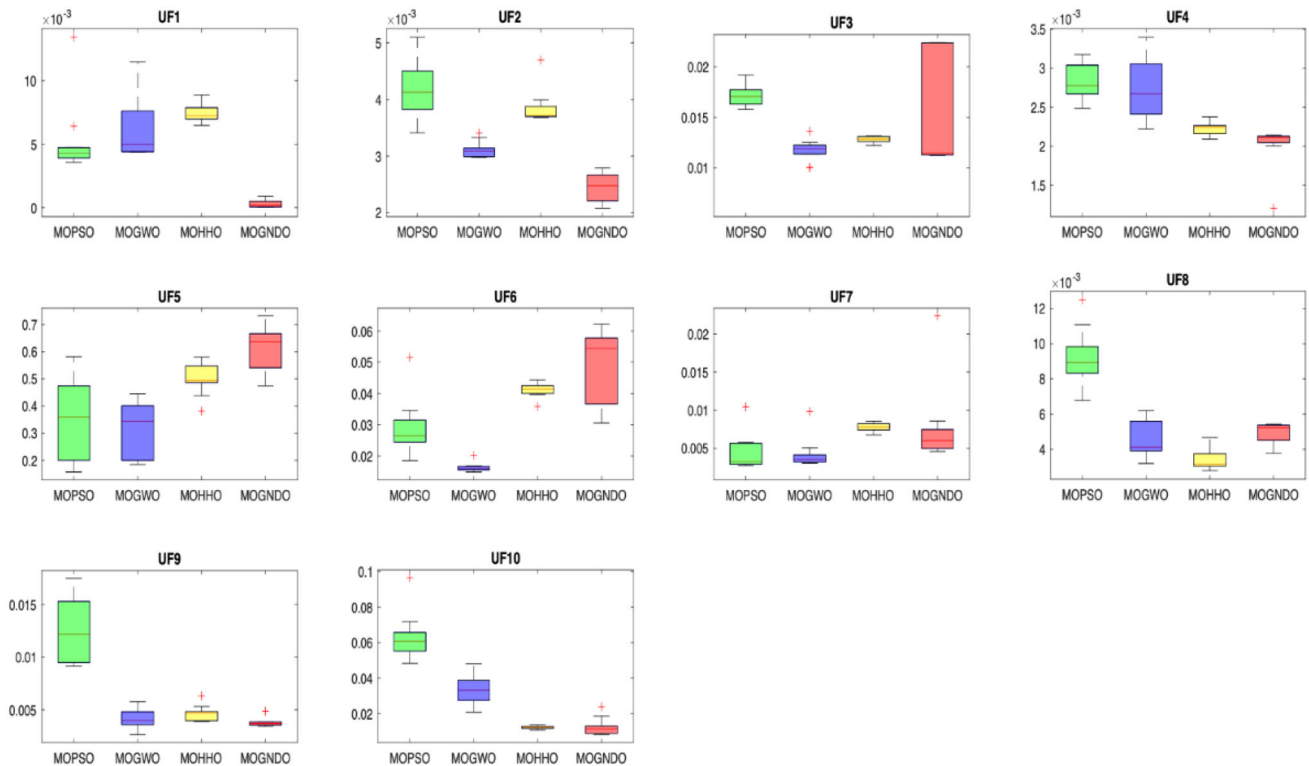 UF1
×10⁻³
10
5
0
MOPSO MOGWO MOHHO MOGNDO
UF2
×10⁻³
5
4
3
2
MOPSO MOGWO MOHHO MOGNDO
UF3
0.02
0.015
0.01
MOPSO MOGWO MOHHO MOGNDO
UF4
×10⁻³
3.5
3
2.5
2
1.5
MOPSO MOGWO MOHHO MOGNDO
UF5
0.7
0.6
0.5
0.4
0.3
0.2
MOPSO MOGWO MOHHO MOGNDO
UF6
0.06
0.05
0.04
0.03
0.02
MOPSO MOGWO MOHHO MOGNDO
UF7
0.02
0.015
0.01
0.005
MOPSO MOGWO MOHHO MOGNDO
UF8
×10⁻³
12
10
8
6
4
MOPSO MOGWO MOHHO MOGNDO
UF9
0.015
0.01
0.005
MOPSO MOGWO MOHHO MOGNDO
UF10
0.1
0.08
0.06
0.04
0.02
MOPSO MOGWO MOHHO MOGNDO